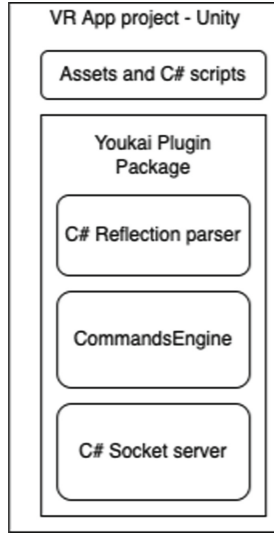 VR App project - Unity
Assets and C# scripts
Youkai Plugin
Package
C# Reflection parser
CommandsEngine
C# Socket server